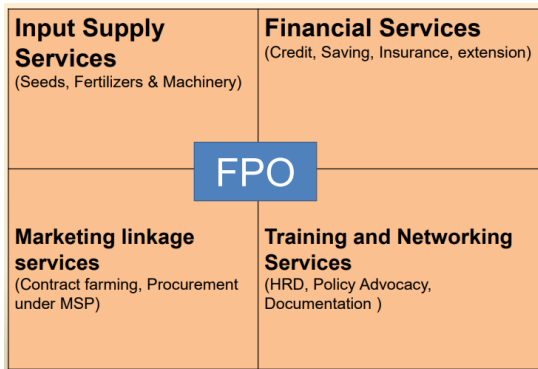 Input Supply
Services
(Seeds, Fertilizers & Machinery)
Financial Services
(Credit, Saving, Insurance, extension)
FPO
Marketing linkage
services
(Contract farming, Procurement
under MSP)
Training and Networking
Services
(HRD, Policy Advocacy,
Documentation )